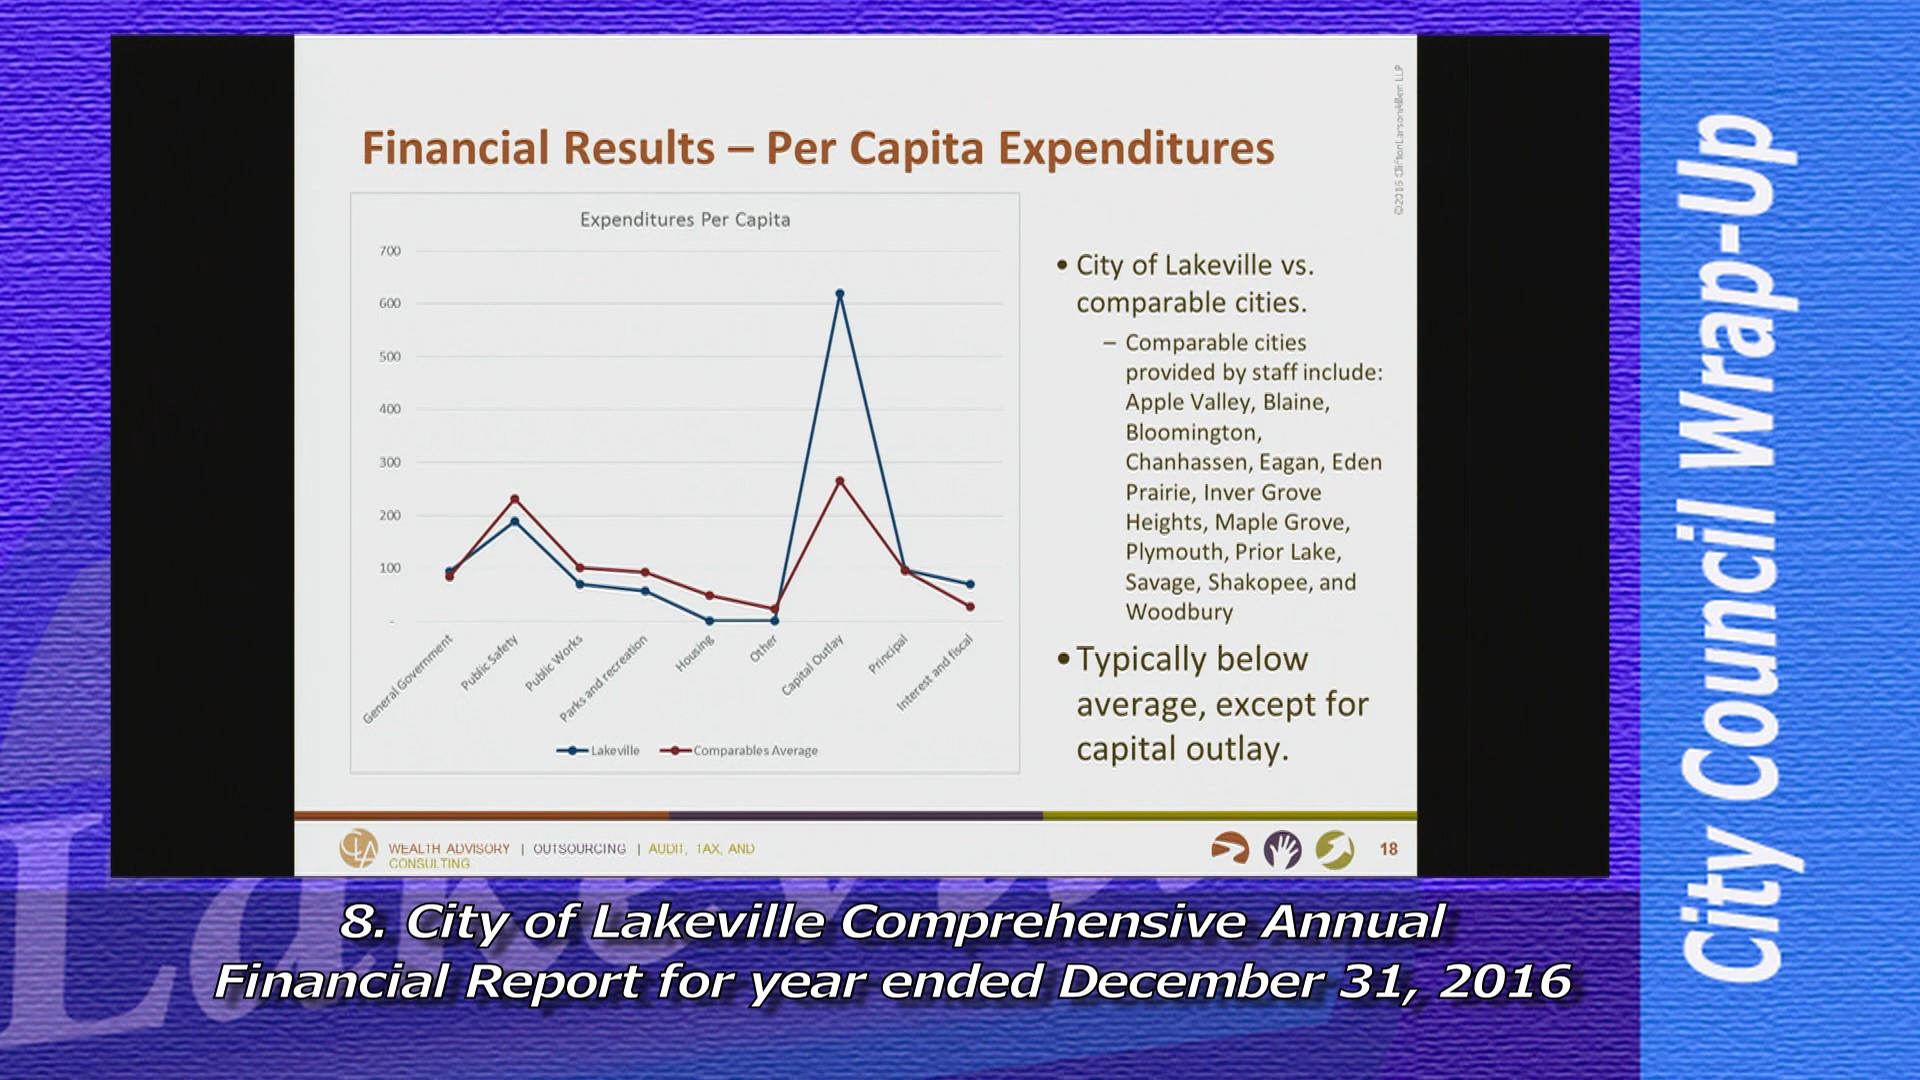 ©2016 CliftonLarsonAllen LLP
Financial Results – Per Capita Expenditures
Expenditures Per Capita
700
600
500
400
300
200
100
-
General Government
Public Safety
Public Works
Parks and recreation
Housing
Other
Capital Outlay
Principal
Interest and fiscal
Lakeville
Comparables Average
• City of Lakeville vs.
comparable cities.
– Comparable cities
provided by staff include:
Apple Valley, Blaine,
Bloomington,
Chanhassen, Eagan, Eden
Prairie, Inver Grove
Heights, Maple Grove,
Plymouth, Prior Lake,
Savage, Shakopee, and
Woodbury
• Typically below
average, except for
capital outlay.
CLA
WEALTH ADVISORY | OUTSOURCING | AUDIT, TAX, AND
CONSULTING
18
8. City of Lakeville Comprehensive Annual
Financial Report for year ended December 31, 2016
City Council Wrap-Up